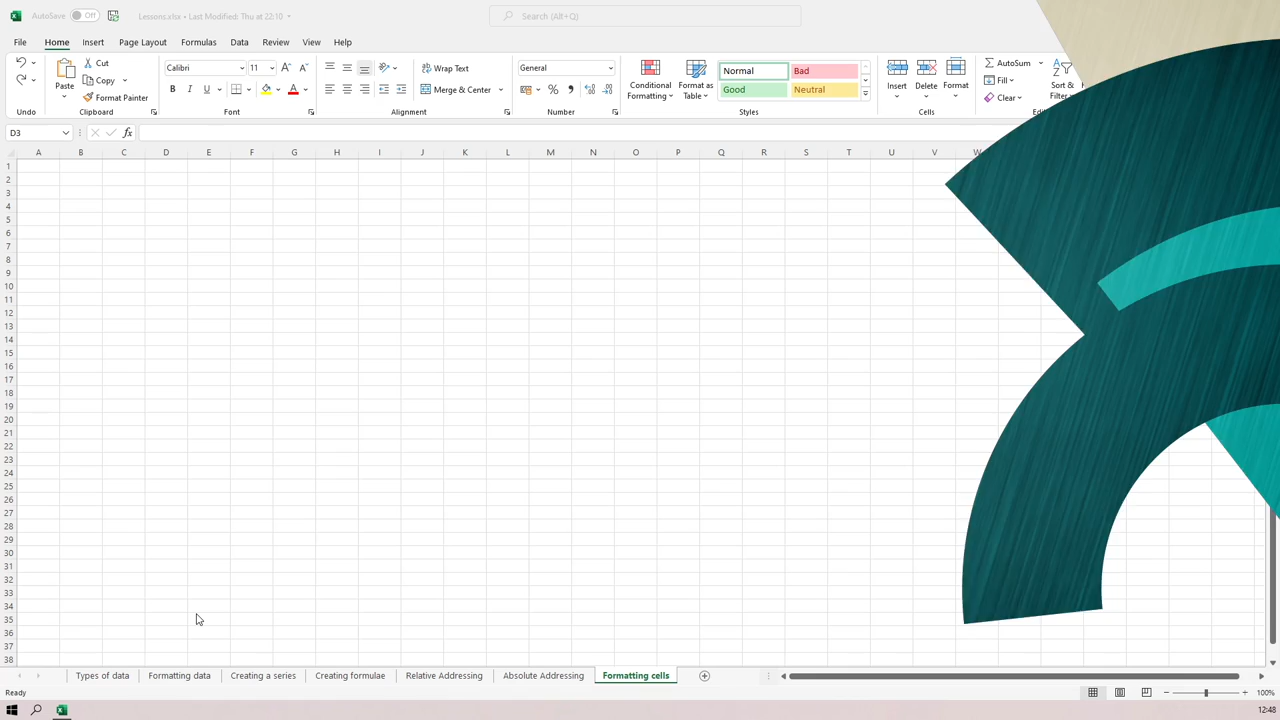 AutoSave Off Lessons.xlsx • Last Modified: Thu at 22:10 Search (Alt+Q)
File Home Insert Page Layout Formulas Data Review View Help
Paste Cut Copy Format Painter
Calibri 11 B I U
Wrap Text Merge & Center
General
Conditional Formatting Format as Table
Normal Bad
Good Neutral
Insert Delete Format
AutoSum Fill Clear
Sort &
Filter
Undo Clipboard Font Alignment Number Styles Cells
D3 fx
A B C D E F G H I J K L M N O P Q R S T U V W
1
2
3
4
5
6
7
8
9
10
11
12
13
14
15
16
17
18
19
20
21
22
23
24
25
26
27
28
29
30
31
32
33
34
35
36
37
38
Types of data Formatting data Creating a series Creating formulae Relative Addressing Absolute Addressing Formatting cells
Ready 100%
12:48